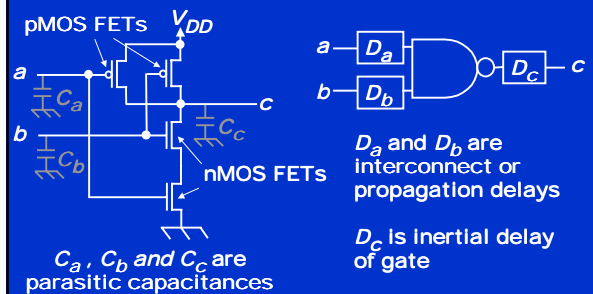 pMOS FETs
VDD
a
Ca
b
Cb
c
Cc
nMOS FETs
Ca , Cb and Cc are
parasitic capacitances
a
Da
b
Db
Dc
c
Da and Db are
interconnect or
propagation delays
Dc is inertial delay
of gate